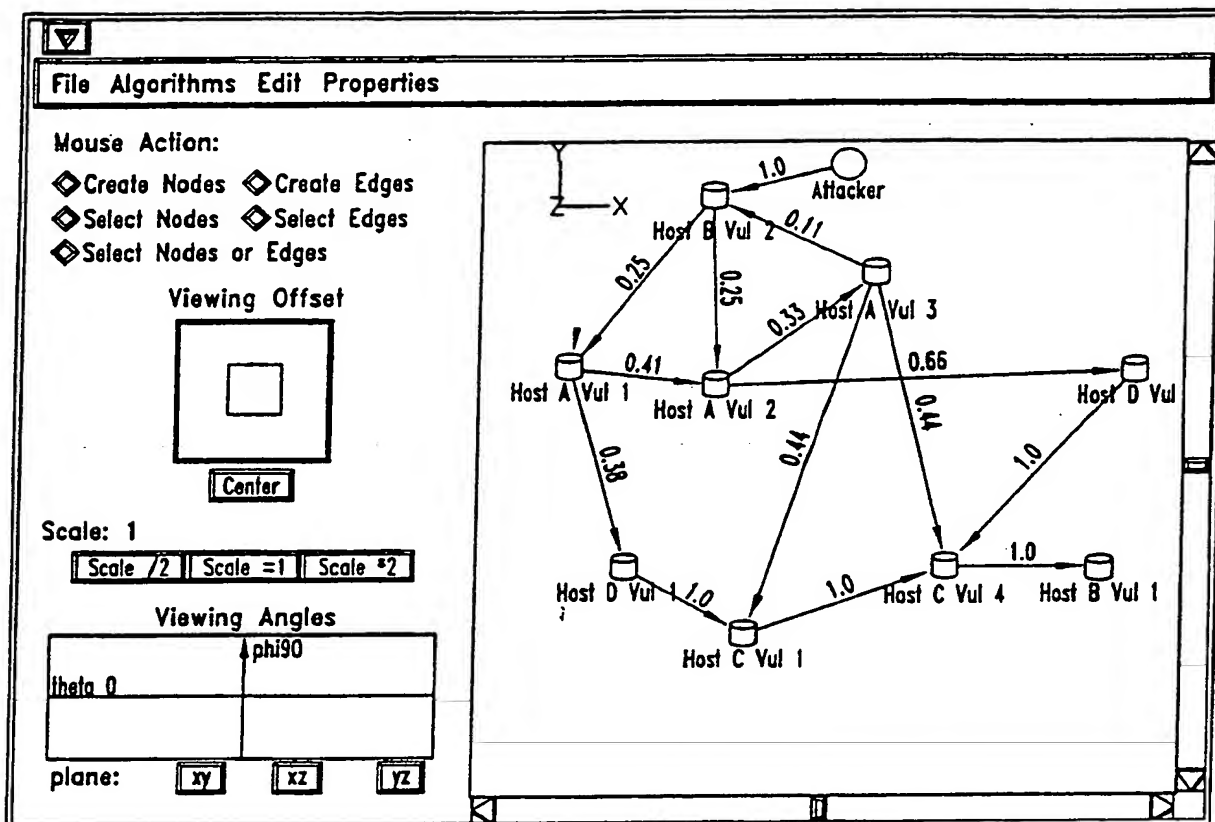 File Algorithms Edit Properties
Mouse Action:
Create Nodes Create Edges
Select Nodes Select Edges
Select Nodes or Edges
Viewing Offset
Center
Scale: 1
Scale /2 Scale =1 Scale *2
Viewing Angles
phi90
theta 0
plane: xy xz yz
Y
Z X
1.0
Attacker
Host B Vul 2
0.11
0.25
0.25
Host A Vul 3
0.33
0.41
0.66
Host A Vul 1
Host A Vul 2
Host D Vul
0.38
0.44
0.44
1.0
Host D Vul 1
1.0
1.0
1.0
Host C Vul 4
Host B Vul 1
Host C Vul 1